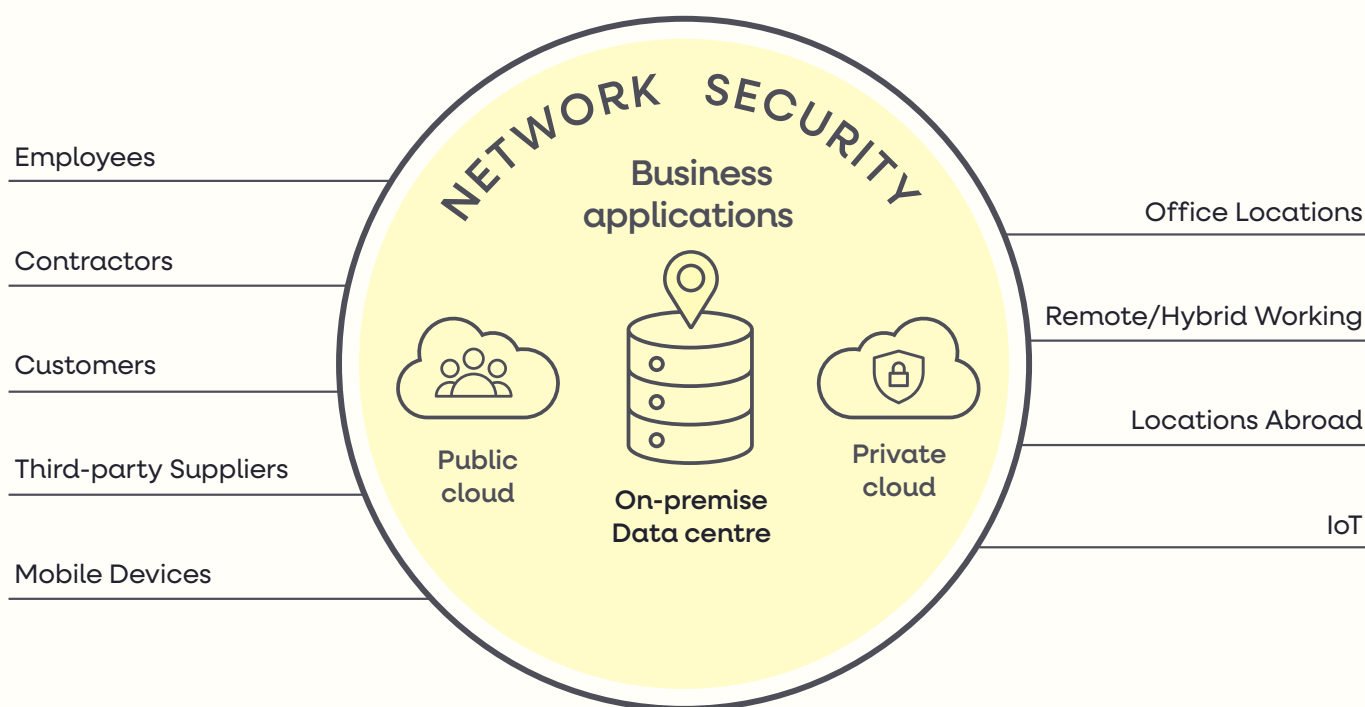 NETWORK SECURITY
Business
applications
Employees
Contractors
Customers
Third-party Suppliers
Mobile Devices
Public
cloud
On-premise
Data centre
Private
cloud
Office Locations
Remote/Hybrid Working
Locations Abroad
IoT